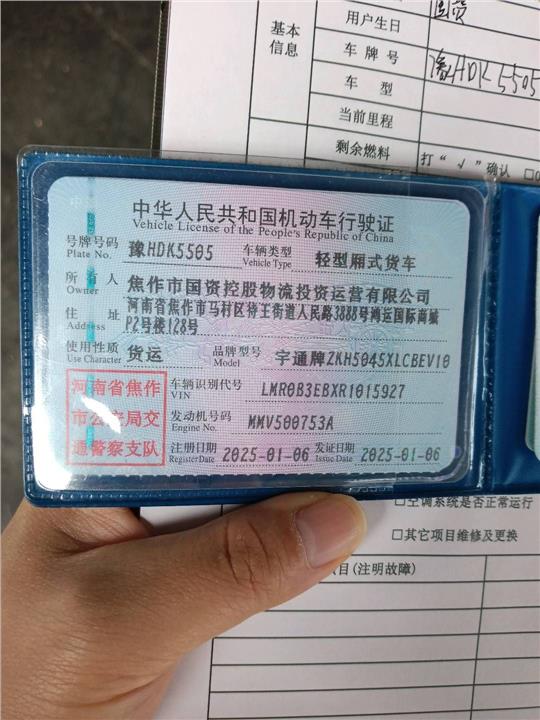 国资
用户生日
基本
信息
车牌号
豫HDK5505
车型
当前里程
剩余燃料
打“√”确认
中华人民共和国机动车行驶证
Vehicle License of the People's Republic of China
号牌号码 豫HDK5505 车辆类型 轻型厢式货车
Plate No. Vehicle Type
所有人 焦作市国资控股物流投资运营有限公司
Owner
住址 河南省焦作市马村区待王街道人民路3888号鸿运国际商城
Address P2号楼128号
使用性质 货运 品牌型号 宇通牌ZKH5045XLCBEV10
Use Character Model
河南省焦作
市公安局交
通警察支队
车辆识别代号 LMR0B3EBXR1015927
VIN
发动机号码 MMV500753A
Engine No.
注册日期 2025-01-06 发证日期 2025-01-06
Register Date Issue Date
□空调系统是否正常运行
□其它项目维修及更换
目(注明故障)